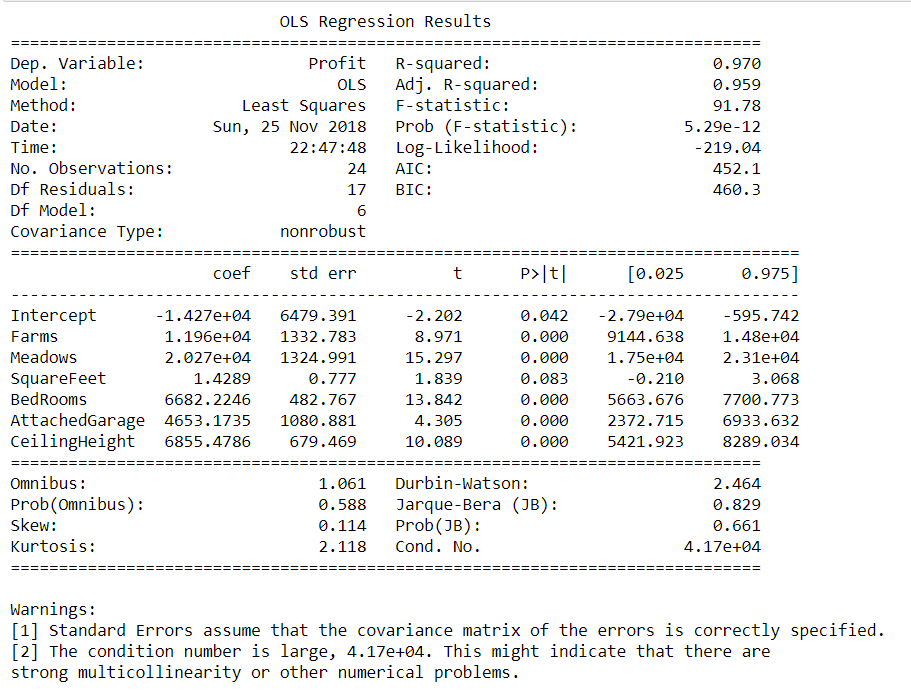 OLS Regression Results
==============================================================================
Dep. Variable: Profit R-squared: 0.970
Model: OLS Adj. R-squared: 0.959
Method: Least Squares F-statistic: 91.78
Date: Sun, 25 Nov 2018 Prob (F-statistic): 5.29e-12
Time: 22:47:48 Log-Likelihood: -219.04
No. Observations: 24 AIC: 452.1
Df Residuals: 17 BIC: 460.3
Df Model: 6
Covariance Type: nonrobust
==================================================================================
coef std err t P>|t| [0.025 0.975]
----------------------------------------------------------------------------------
Intercept -1.427e+04 6479.391 -2.202 0.042 -2.79e+04 -595.742
Farms 1.196e+04 1332.783 8.971 0.000 9144.638 1.48e+04
Meadows 2.027e+04 1324.991 15.297 0.000 1.75e+04 2.31e+04
SquareFeet 1.4289 0.777 1.839 0.083 -0.210 3.068
BedRooms 6682.2246 482.767 13.842 0.000 5663.676 7700.773
AttachedGarage 4653.1735 1080.881 4.305 0.000 2372.715 6933.632
CeilingHeight 6855.4786 679.469 10.089 0.000 5421.923 8289.034
==============================================================================
Omnibus: 1.061 Durbin-Watson: 2.464
Prob(Omnibus): 0.588 Jarque-Bera (JB): 0.829
Skew: 0.114 Prob(JB): 0.661
Kurtosis: 2.118 Cond. No. 4.17e+04
==============================================================================
Warnings:
[1] Standard Errors assume that the covariance matrix of the errors is correctly specified.
[2] The condition number is large, 4.17e+04. This might indicate that there are
strong multicollinearity or other numerical problems.